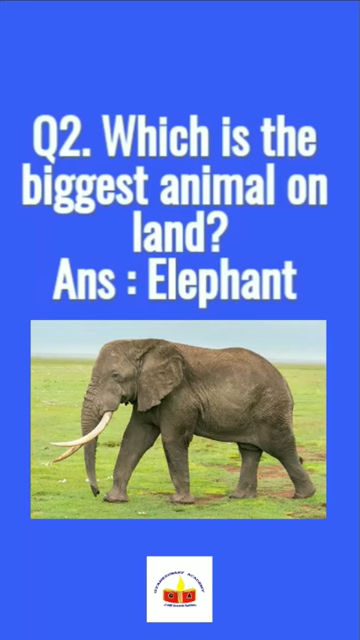 Q2. Which is the
biggest animal on
land?
Ans : Elephant